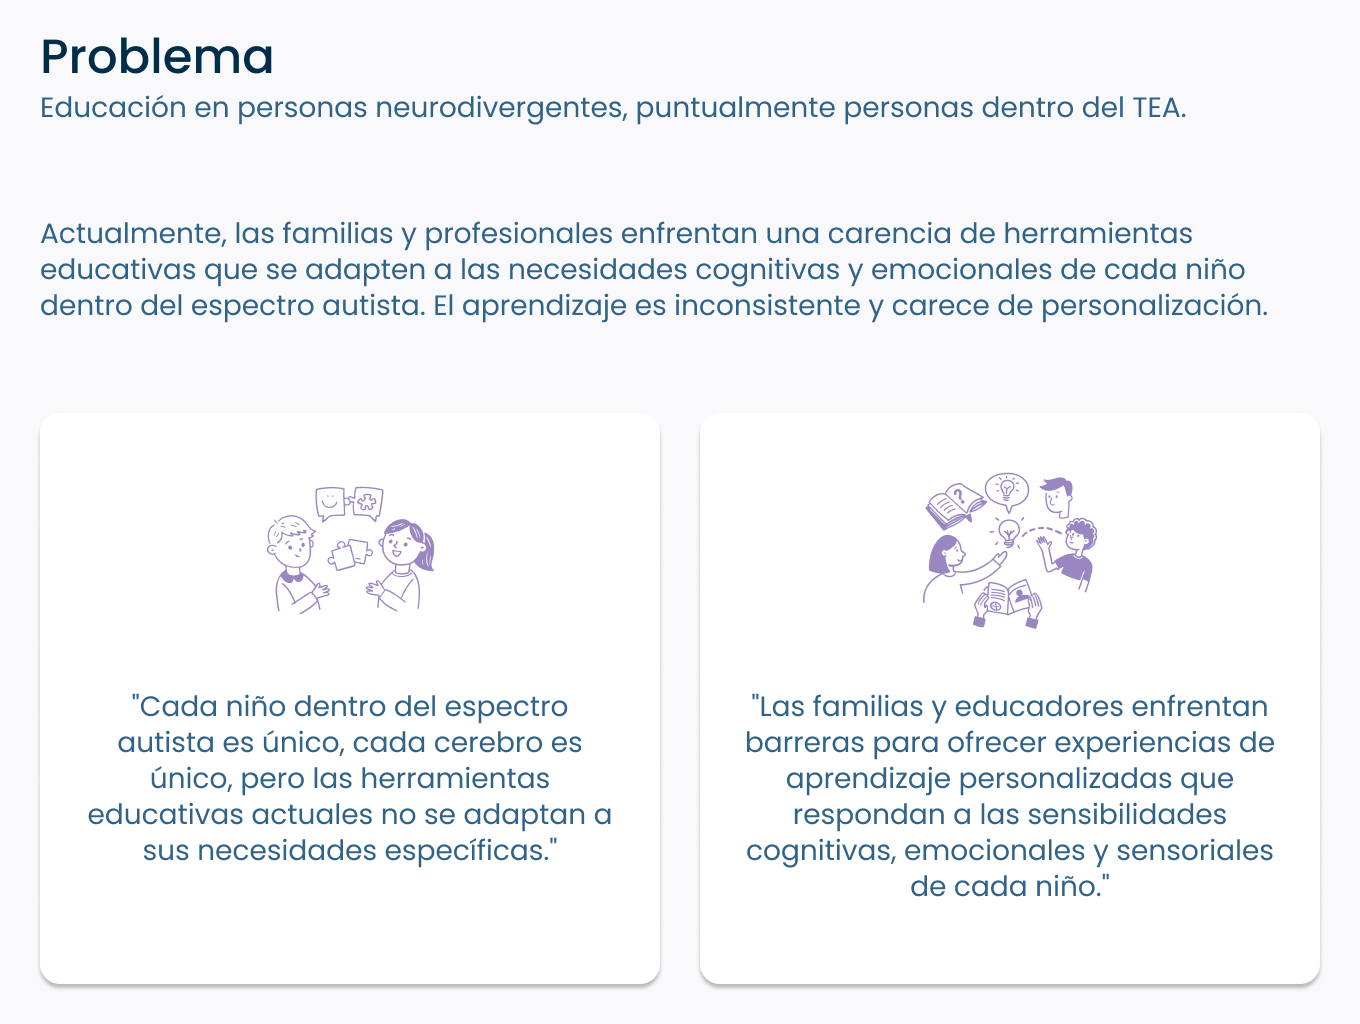 Problema
Educación en personas neurodivergentes, puntualmente personas dentro del TEA.
Actualmente, las familias y profesionales enfrentan una carencia de herramientas
educativas que se adapten a las necesidades cognitivas y emocionales de cada niño
dentro del espectro autista. El aprendizaje es inconsistente y carece de personalización.
"Cada niño dentro del espectro
autista es único, cada cerebro es
único, pero las herramientas
educativas actuales no se adaptan a
sus necesidades específicas."
"Las familias y educadores enfrentan
barreras para ofrecer experiencias de
aprendizaje personalizadas que
respondan a las sensibilidades
cognitivas, emocionales y sensoriales
de cada niño."